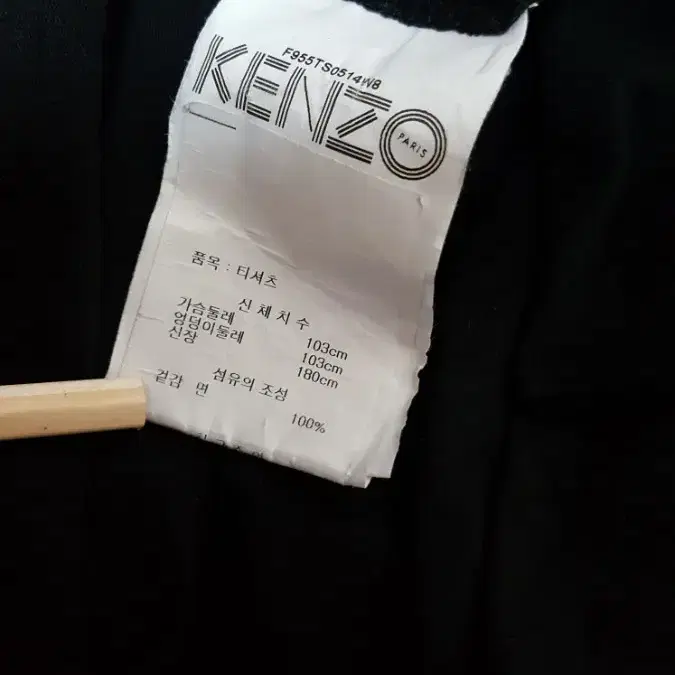 F955TS0514WB
KENZO
PARIS
품목 : 티셔츠
신 체 치 수
가슴둘레 103cm
엉덩이둘레 103cm
신장 180cm
섬유의 조성
겉감 면 100%